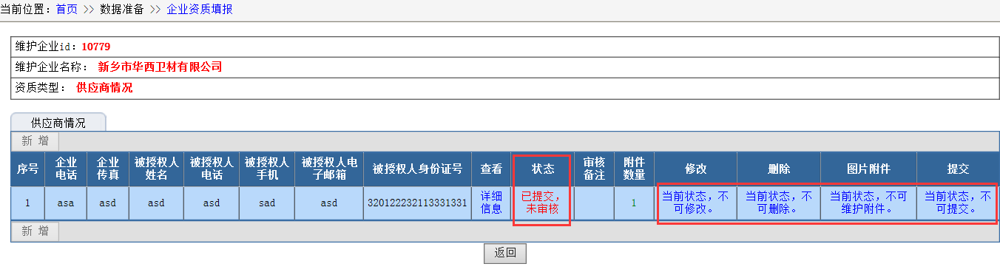 当前位置：首页 >> 数据准备 >> 企业资质填报
维护企业id：10779
维护企业名称： 新乡市华西卫材有限公司
资质类型： 供应商情况
供应商情况
新 增
序号 企业电话 企业传真 被授权人姓名 被授权人电话 被授权人手机 被授权人电子邮箱 被授权人身份证号 查看 状态 审核备注 附件数量 修改 删除 图片附件 提交
1 asa asd asd asd sad asd 320122232113331331 详细信息 已提交，未审核 1 当前状态，不可修改。 当前状态，不可删除。 当前状态，不可维护附件。 当前状态，不可提交。
新 增
返回